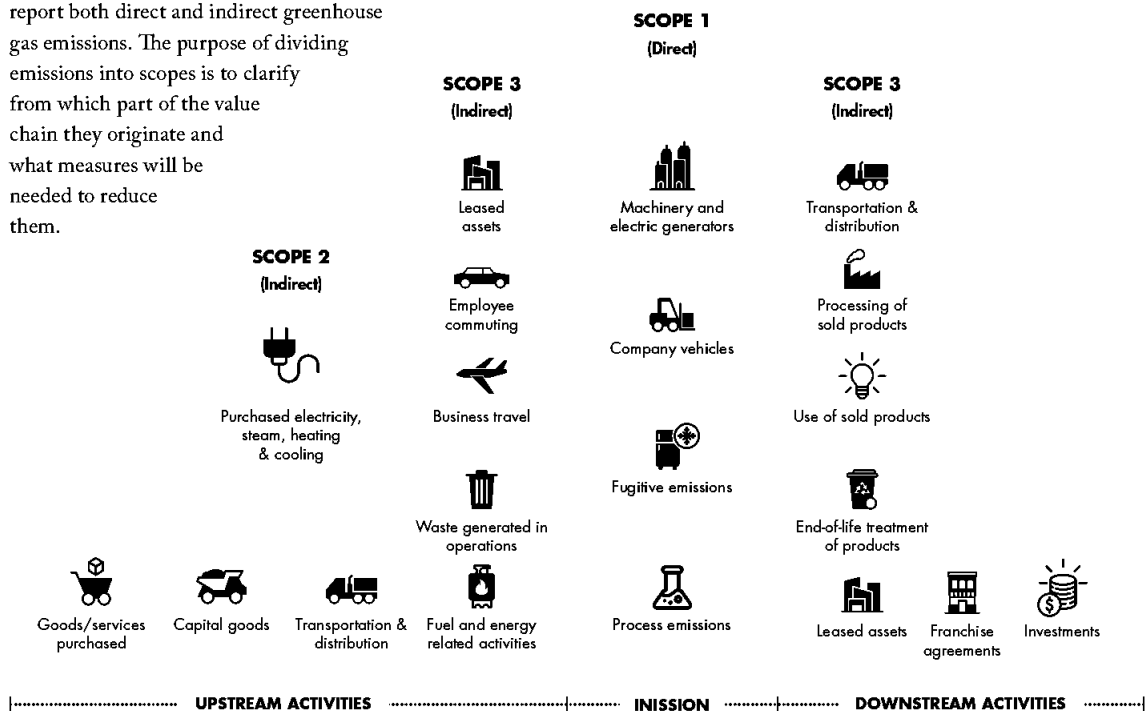 report both direct and indirect greenhouse
gas emissions. The purpose of dividing
emissions into scopes is to clarify
from which part of the value
chain they originate and
what measures will be
needed to reduce
them.
SCOPE 2
(Indirect)
Purchased electricity,
steam, heating
& cooling
Goods/services
purchased
Capital goods
Transportation &
distribution
SCOPE 3
(Indirect)
Leased
assets
Employee
commuting
Business travel
Waste generated in
operations
Fuel and energy
related activities
SCOPE 1
(Direct)
Machinery and
electric generators
Company vehicles
Fugitive emissions
Process emissions
SCOPE 3
(Indirect)
Transportation &
distribution
Processing of
sold products
Use of sold products
End-of-life treatment
of products
Leased assets
Franchise
agreements
$
Investments
UPSTREAM ACTIVITIES
INISSION
DOWNSTREAM ACTIVITIES